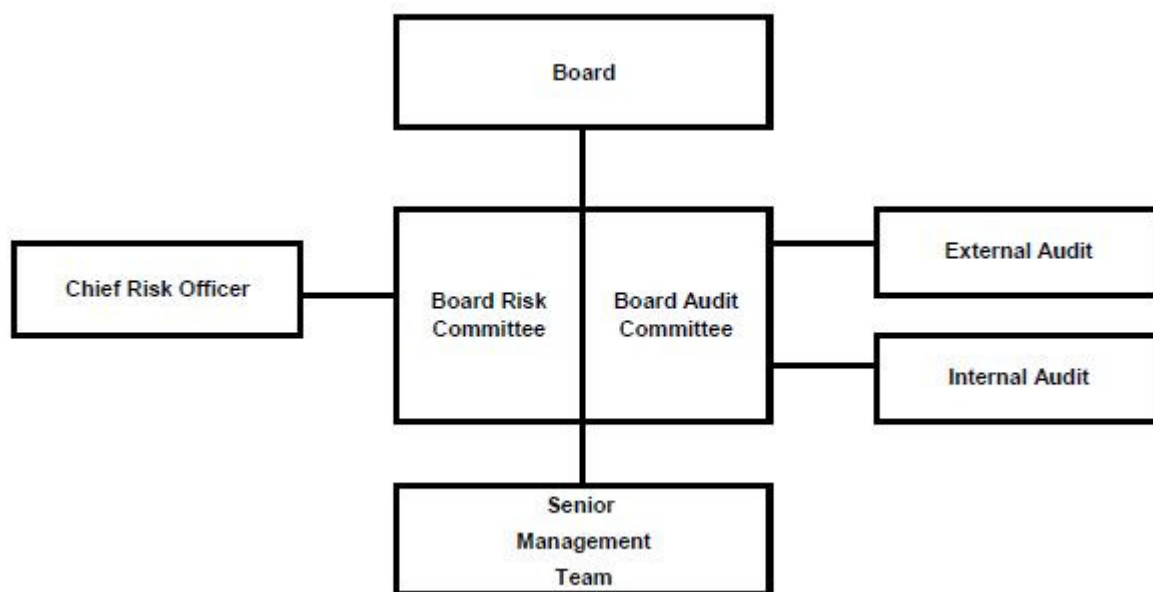 Board
Chief Risk Officer
Board Risk
Committee
Board Audit
Committee
External Audit
Internal Audit
Senior
Management
Team